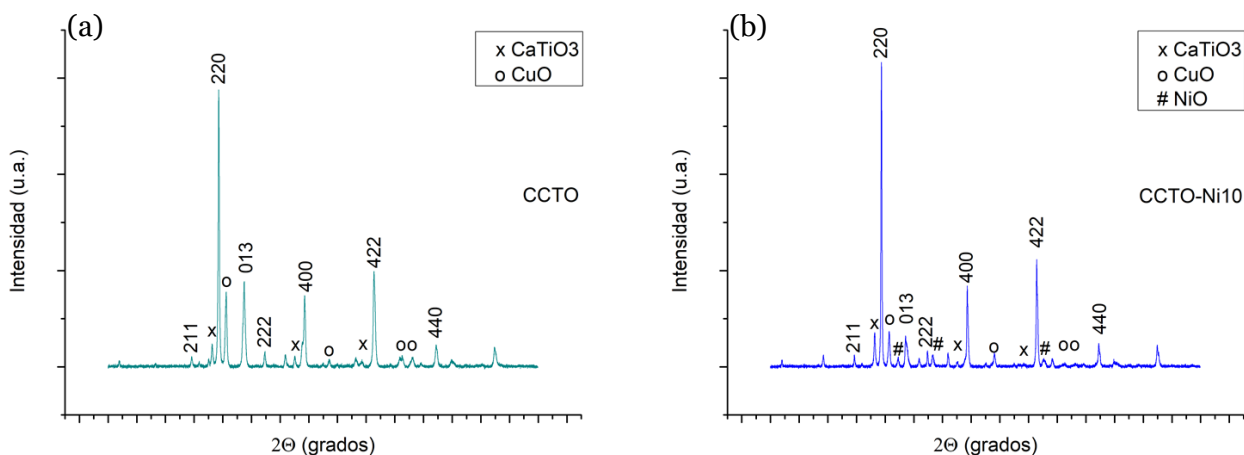 (a)
x CaTiO3
o CuO
CCTO
Intensidad (u.a.)
211
x
220
o
013
222
x
400
o
x
422
oo
440
2Θ (grados)
(b)
x CaTiO3
o CuO
# NiO
CCTO-Ni10
Intensidad (u.a.)
211
x
220
o
#
013
222
#
x
400
o
x
422
#
oo
440
2Θ (grados)